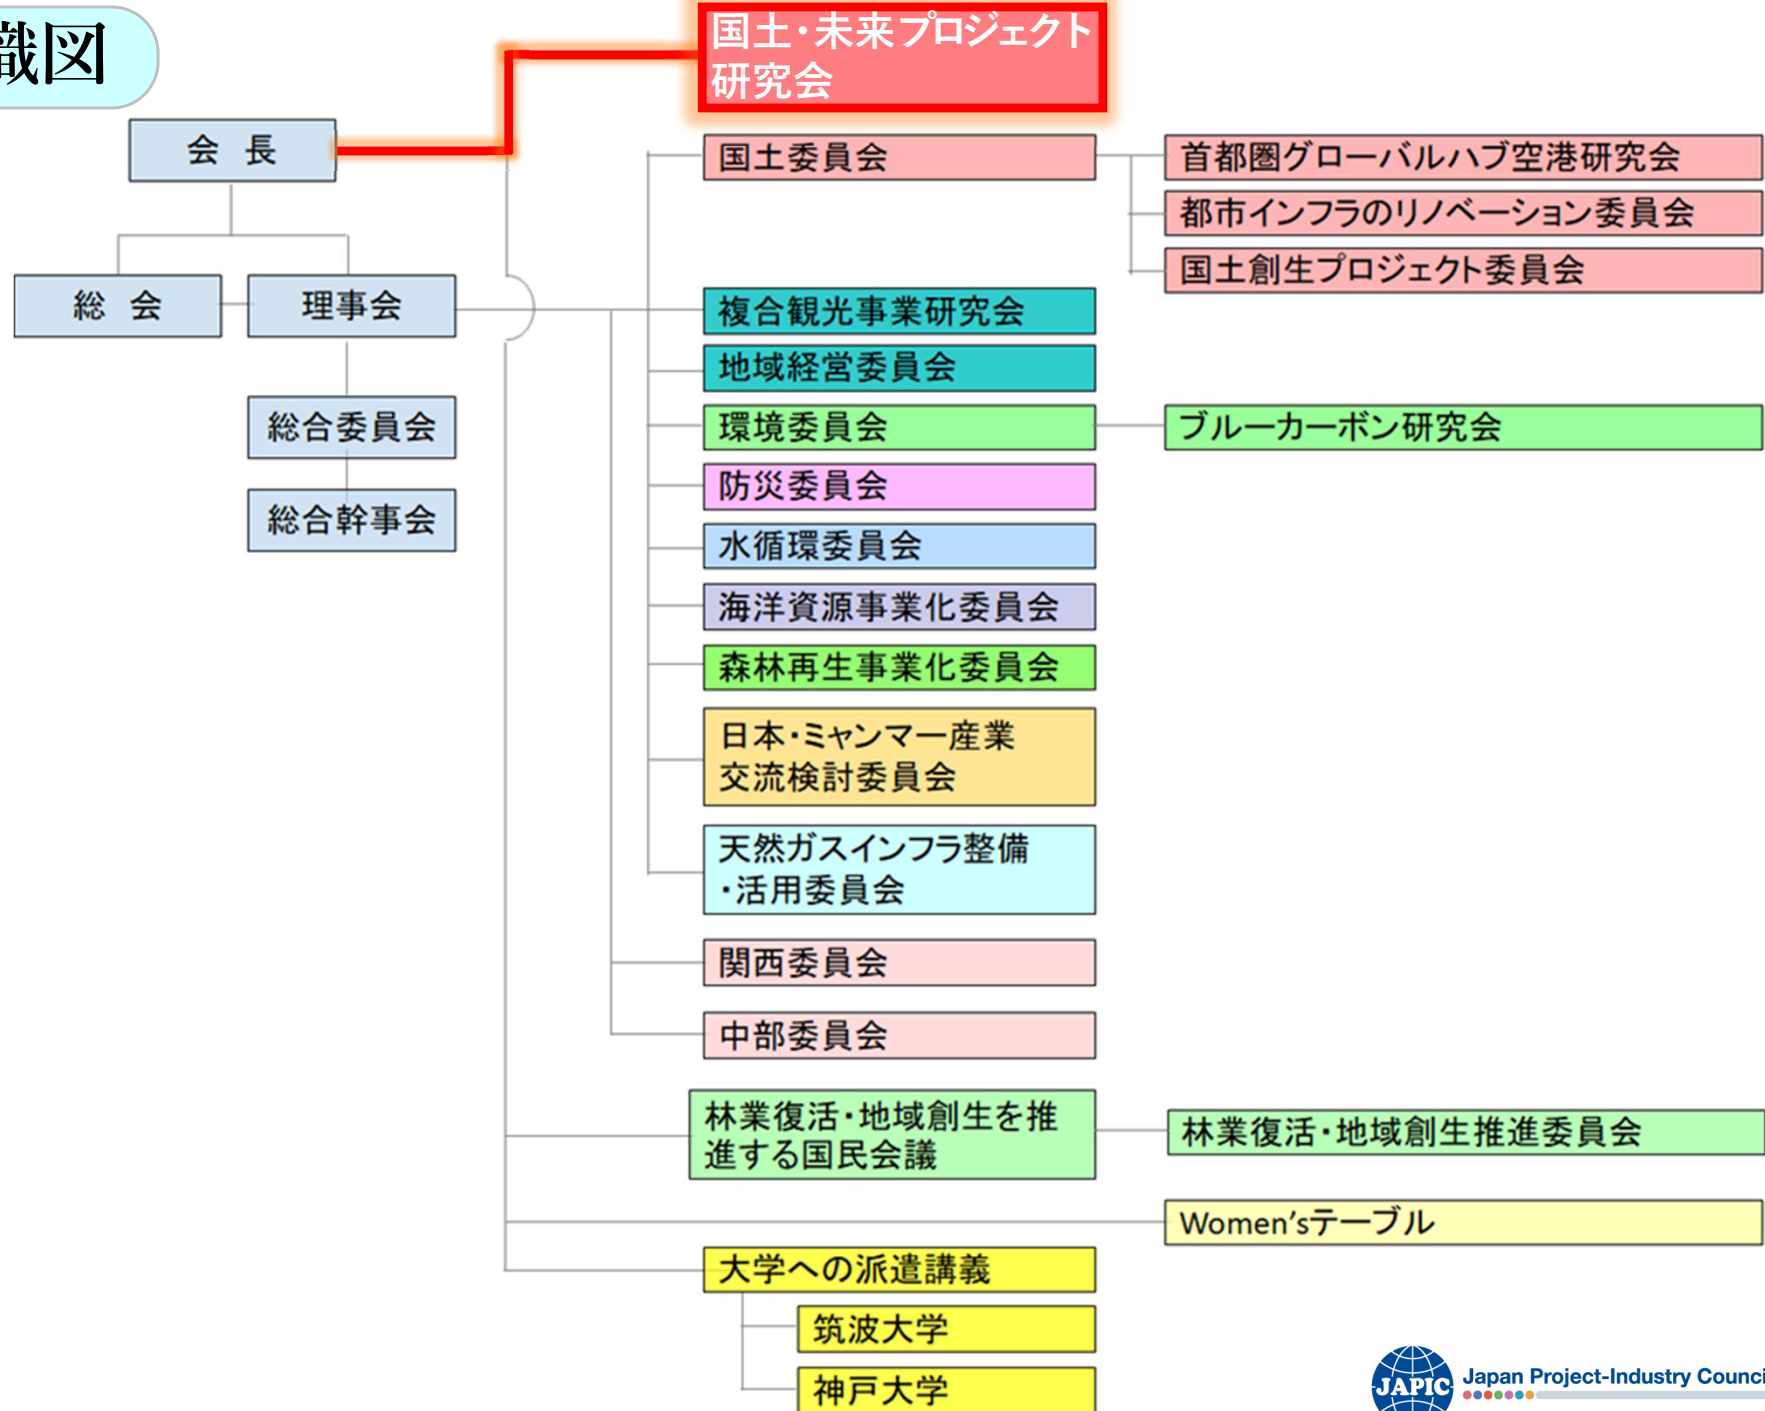 織図
国土・未来プロジェクト
研究会
会 長
国土委員会
首都圏グローバルハブ空港研究会
都市インフラのリノベーション委員会
国土創生プロジェクト委員会
総 会
理事会
複合観光事業研究会
地域経営委員会
総合委員会
環境委員会
ブルーカーボン研究会
防災委員会
総合幹事会
水循環委員会
海洋資源事業化委員会
森林再生事業化委員会
日本・ミャンマー産業
交流検討委員会
天然ガスインフラ整備
・活用委員会
関西委員会
中部委員会
林業復活・地域創生を推
進する国民会議
林業復活・地域創生推進委員会
Women'sテーブル
大学への派遣講義
筑波大学
神戸大学
JAPIC
Japan Project-Industry Counci